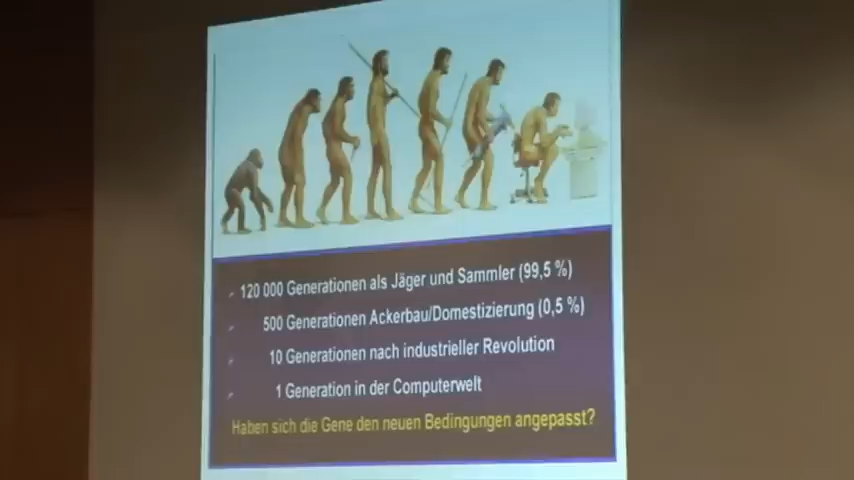 120 000 Generationen als Jäger und Sammler (99,5 %)
500 Generationen Ackerbau/Domestizierung (0,5 %)
10 Generationen nach industrieller Revolution
1 Generation in der Computerwelt
Haben sich die Gene den neuen Bedingungen angepasst?